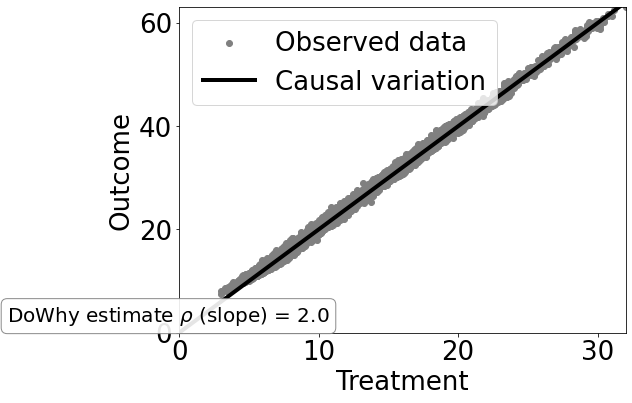 60
Observed data
Causal variation
40
Outcome
20
DoWhy estimate ρ (slope) = 2.0
0
0 10 20 30
Treatment